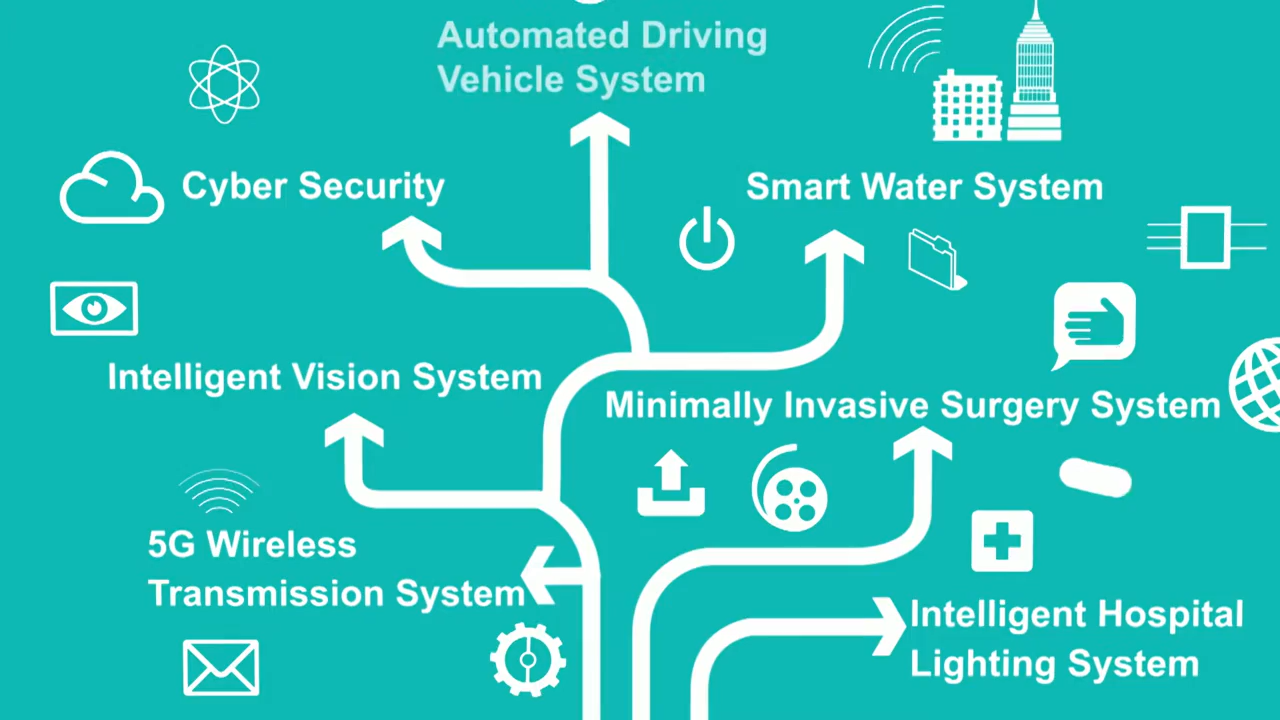 Automated Driving
Vehicle System
Cyber Security
Smart Water System
Intelligent Vision System
Minimally Invasive Surgery System
5G Wireless
Transmission System
Intelligent Hospital
Lighting System